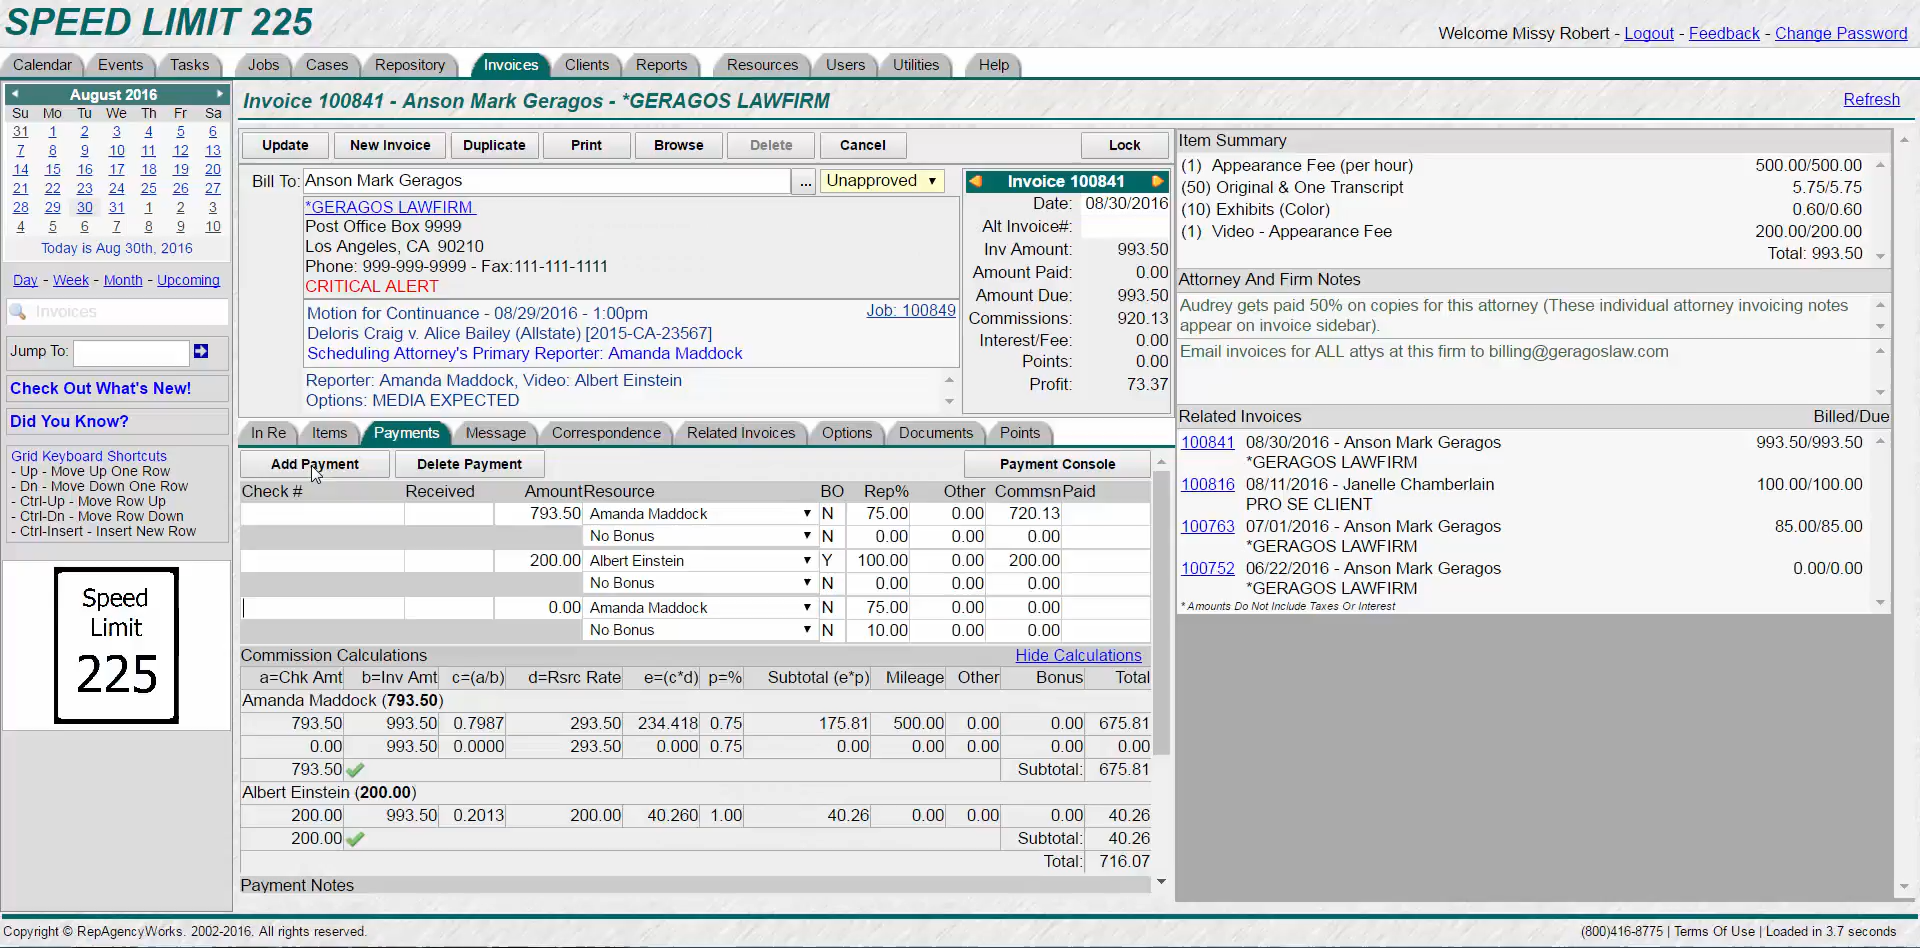 SPEED LIMIT 225
Welcome Missy Robert - Logout - Feedback - Change Password
Calendar Events Tasks Jobs Cases Repository Invoices Clients Reports Resources Users Utilities Help
August 2016
Su Mo Tu We Th Fr Sa
31 1 2 3 4 5 6
7 8 9 10 11 12 13
14 15 16 17 18 19 20
21 22 23 24 25 26 27
28 29 30 31 1 2 3
4 5 6 7 8 9 10
Today is Aug 30th, 2016
Day - Week - Month - Upcoming
Invoices
Jump To:
Check Out What's New!
Did You Know?
Grid Keyboard Shortcuts
- Up - Move Up One Row
- Dn - Move Down One Row
- Ctrl-Up - Move Row Up
- Ctrl-Dn - Move Row Down
- Ctrl-Insert - Insert New Row
Speed
Limit
225
Invoice 100841 - Anson Mark Geragos - *GERAGOS LAWFIRM
Refresh
Update New Invoice Duplicate Print Browse Delete Cancel Lock
Bill To: Anson Mark Geragos ... Unapproved
*GERAGOS LAWFIRM
Post Office Box 9999
Los Angeles, CA 90210
Phone: 999-999-9999 - Fax:111-111-1111
CRITICAL ALERT
Motion for Continuance - 08/29/2016 - 1:00pm Job: 100849
Deloris Craig v. Alice Bailey (Allstate) [2015-CA-23567]
Scheduling Attorney's Primary Reporter: Amanda Maddock
Reporter: Amanda Maddock, Video: Albert Einstein
Options: MEDIA EXPECTED
Invoice 100841
Date: 08/30/2016
Alt Invoice#:
Inv Amount: 993.50
Amount Paid: 0.00
Amount Due: 993.50
Commissions: 920.13
Interest/Fee: 0.00
Points: 0.00
Profit: 73.37
In Re Items Payments Message Correspondence Related Invoices Options Documents Points
Add Payment Delete Payment Payment Console
Check # Received Amount Resource BO Rep% Other Commsn Paid
793.50 Amanda Maddock N 75.00 0.00 720.13
No Bonus N 0.00 0.00 0.00
200.00 Albert Einstein Y 100.00 0.00 200.00
No Bonus N 0.00 0.00 0.00
0.00 Amanda Maddock N 75.00 0.00 0.00
No Bonus N 10.00 0.00 0.00
Commission Calculations Hide Calculations
a=Chk Amt b=Inv Amt c=(a/b) d=Rsrc Rate e=(c*d) p=% Subtotal (e*p) Mileage Other Bonus Total
Amanda Maddock (793.50)
793.50 993.50 0.7987 293.50 234.418 0.75 175.81 500.00 0.00 0.00 675.81
0.00 993.50 0.0000 293.50 0.000 0.75 0.00 0.00 0.00 0.00 0.00
793.50 Subtotal: 675.81
Albert Einstein (200.00)
200.00 993.50 0.2013 200.00 40.260 1.00 40.26 0.00 0.00 0.00 40.26
200.00 Subtotal: 40.26
Total: 716.07
Payment Notes
Item Summary
(1) Appearance Fee (per hour) 500.00/500.00
(50) Original & One Transcript 5.75/5.75
(10) Exhibits (Color) 0.60/0.60
(1) Video - Appearance Fee 200.00/200.00
Total: 993.50
Attorney And Firm Notes
Audrey gets paid 50% on copies for this attorney (These individual attorney invoicing notes
appear on invoice sidebar).
Email invoices for ALL attys at this firm to billing@geragoslaw.com
Related Invoices Billed/Due
100841 08/30/2016 - Anson Mark Geragos 993.50/993.50
*GERAGOS LAWFIRM
100816 08/11/2016 - Janelle Chamberlain 100.00/100.00
PRO SE CLIENT
100763 07/01/2016 - Anson Mark Geragos 85.00/85.00
*GERAGOS LAWFIRM
100752 06/22/2016 - Anson Mark Geragos 0.00/0.00
*GERAGOS LAWFIRM
* Amounts Do Not Include Taxes Or Interest
Copyright © RepAgencyWorks. 2002-2016. All rights reserved.
(800)416-8775 | Terms Of Use | Loaded in 3.7 seconds